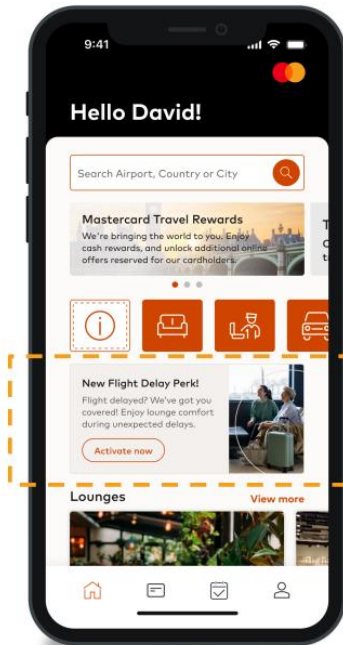 9:41
Hello David!
Search Airport, Country or City
Mastercard Travel Rewards
We're bringing the world to you. Enjoy
cash rewards, and unlock additional online
offers reserved for our cardholders.
New Flight Delay Perk!
Flight delayed? We've got you
covered! Enjoy lounge comfort
during unexpected delays.
Activate now
Lounges
View more